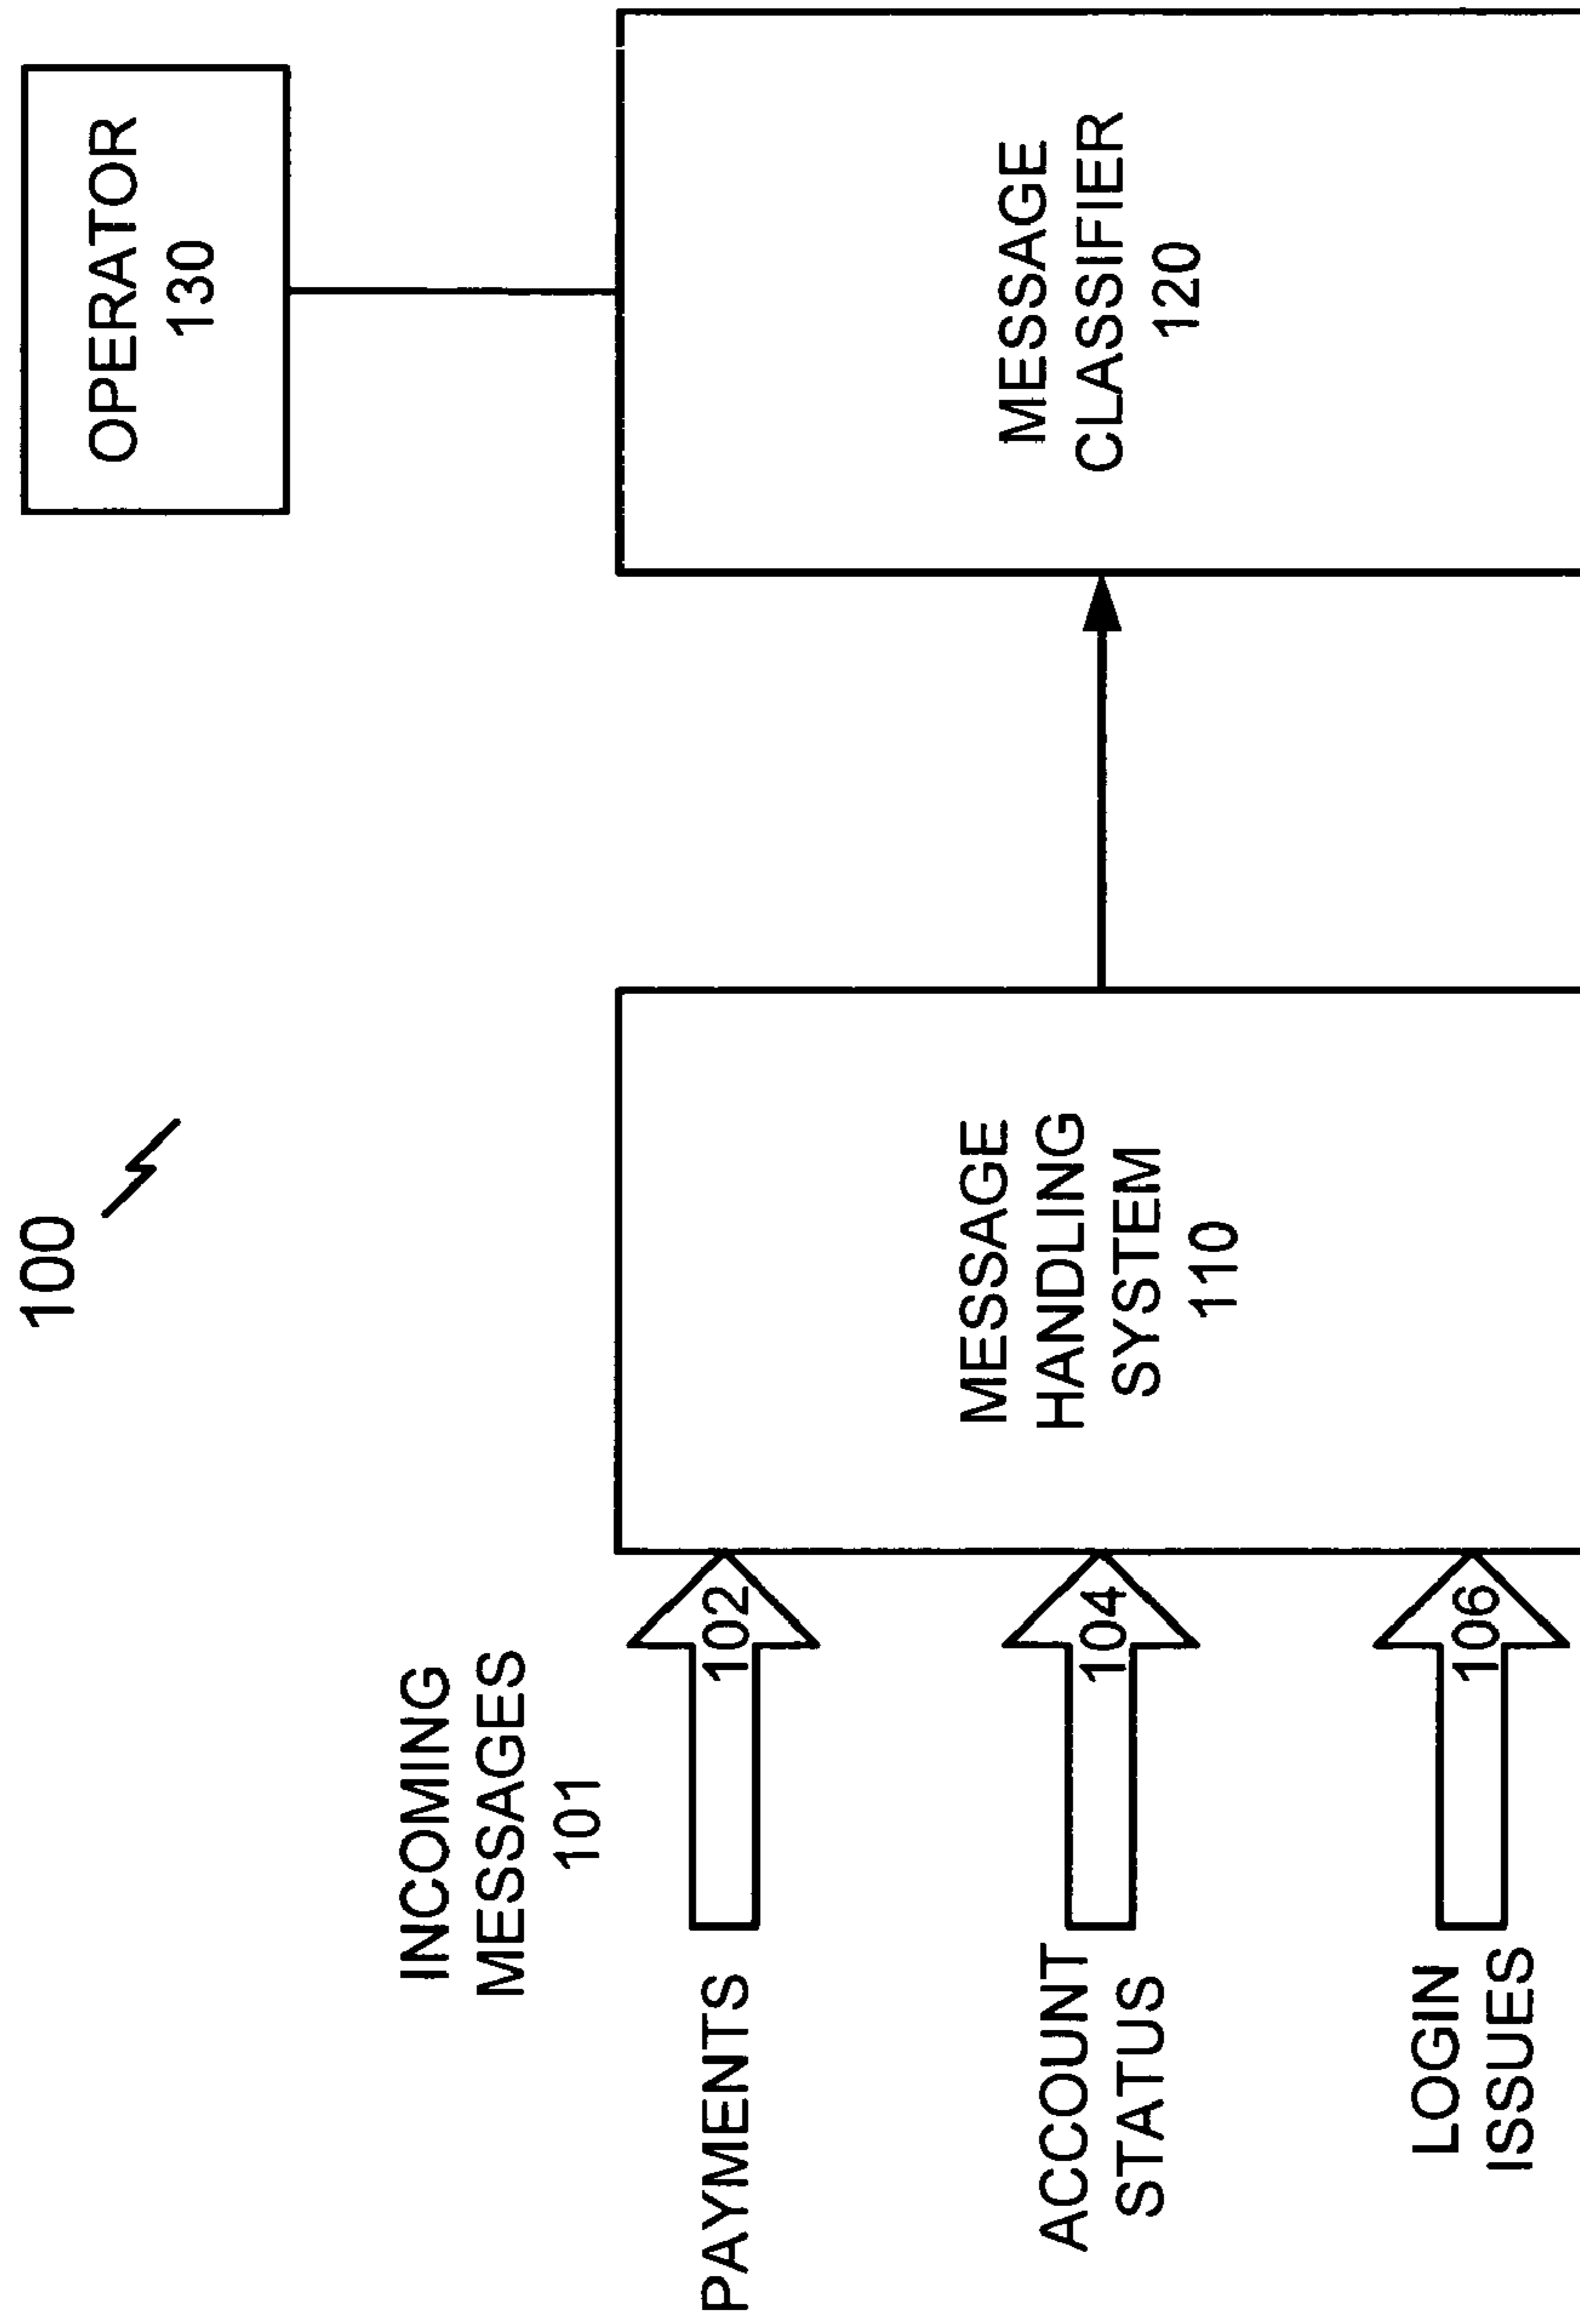 100
INCOMING
MESSAGES
101
PAYMENTS
102
ACCOUNT
STATUS
104
LOGIN
ISSUES
106
MESSAGE
HANDLING
SYSTEM
110
MESSAGE
CLASSIFIER
120
OPERATOR
130